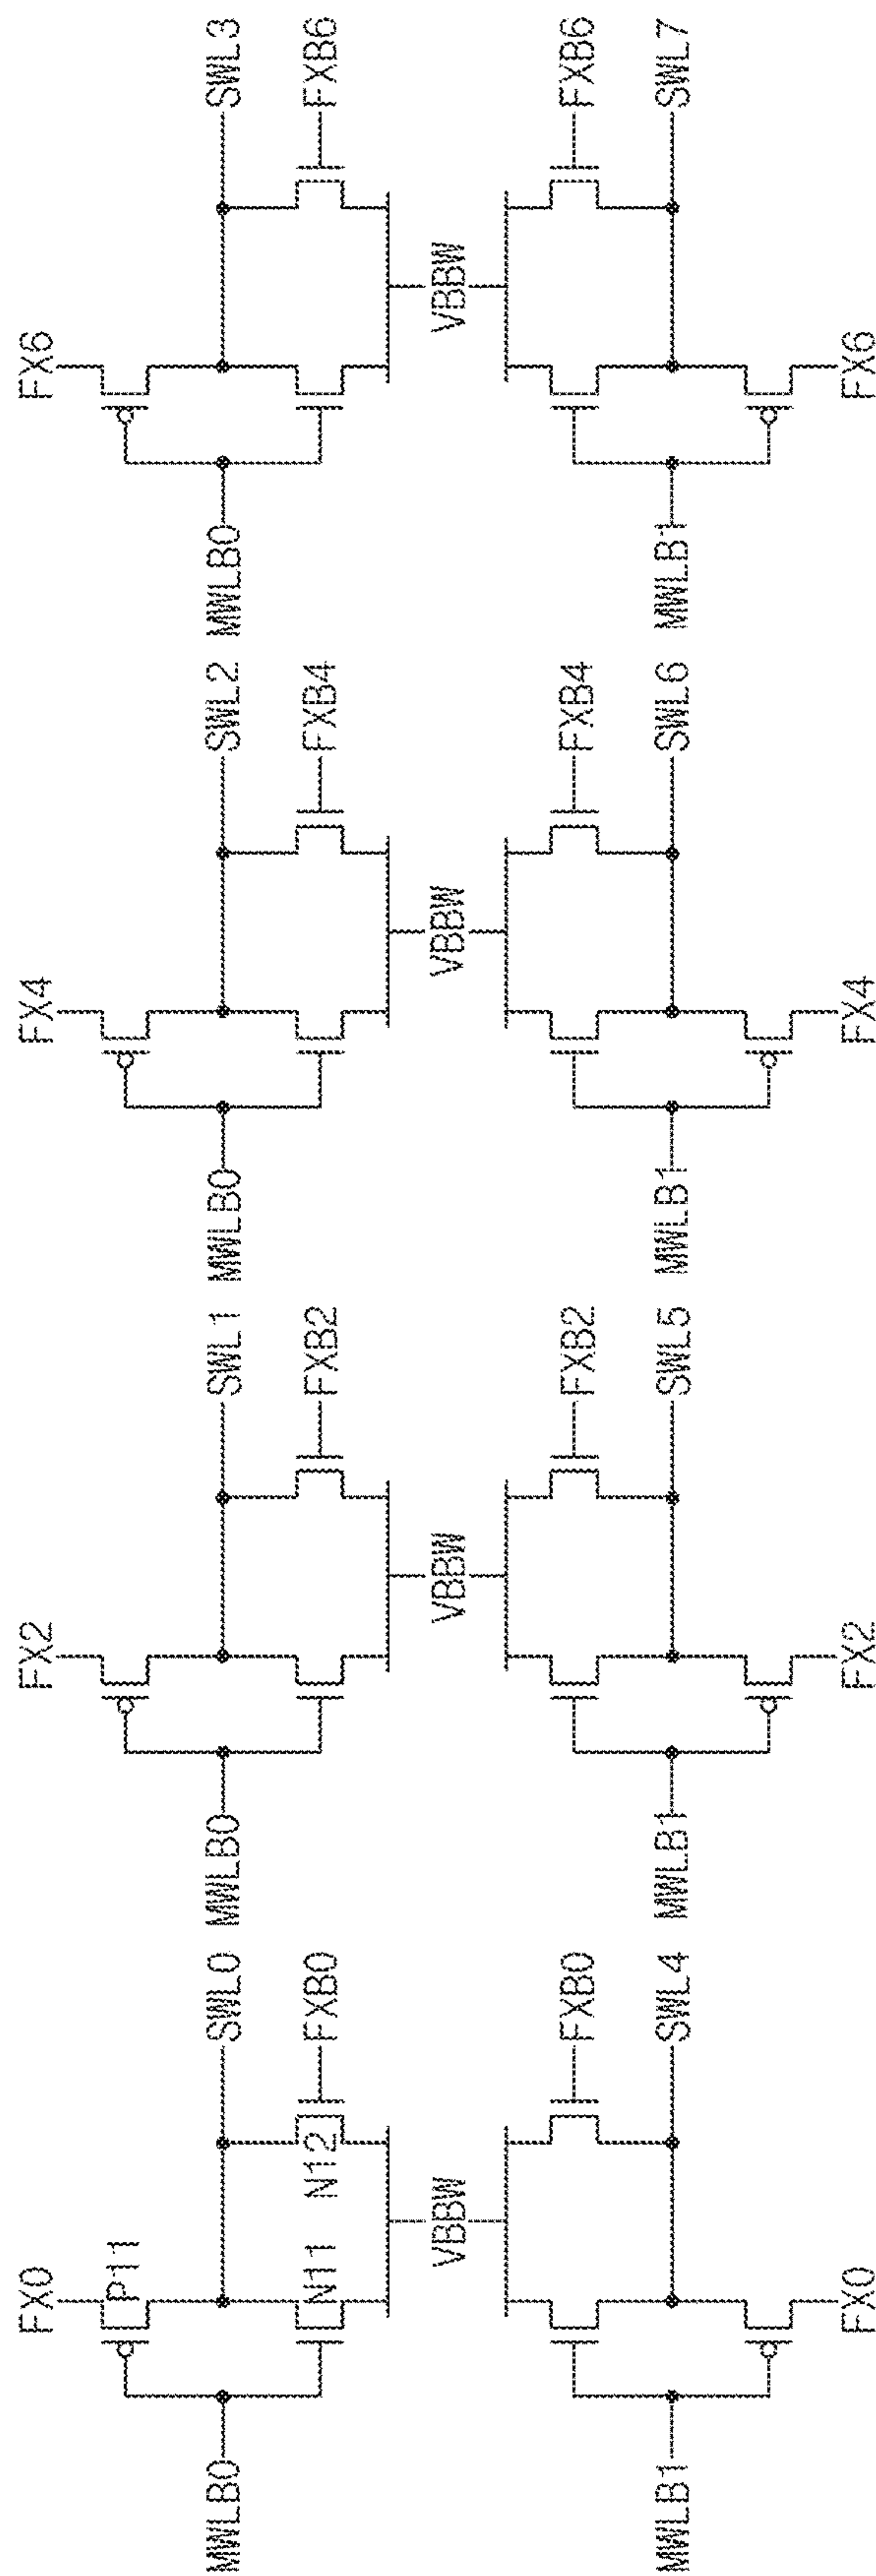 FX0
FX2
FX4
FX6
P11
MWLB0
SWL0
MWLB0
SWL1
MWLB0
SWL2
MWLB0
SWL3
N11
N12
FXB0
FXB2
FXB4
FXB6
VBBW
VBBW
VBBW
VBBW
FXB0
FXB2
FXB4
FXB6
MWLB1
SWL4
MWLB1
SWL5
MWLB1
SWL6
MWLB1
SWL7
FX0
FX2
FX4
FX6